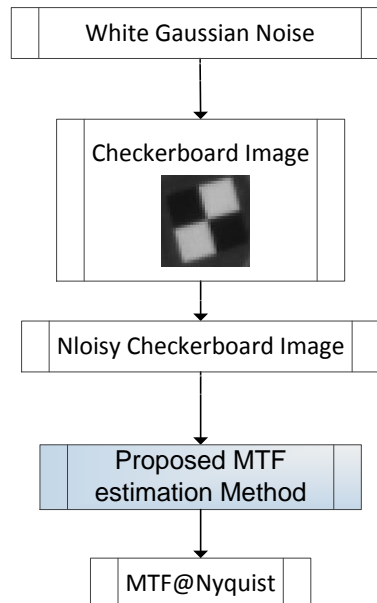 White Gaussian Noise
Checkerboard Image
Nloisy Checkerboard Image
Proposed MTF
estimation Method
MTF@Nyquist